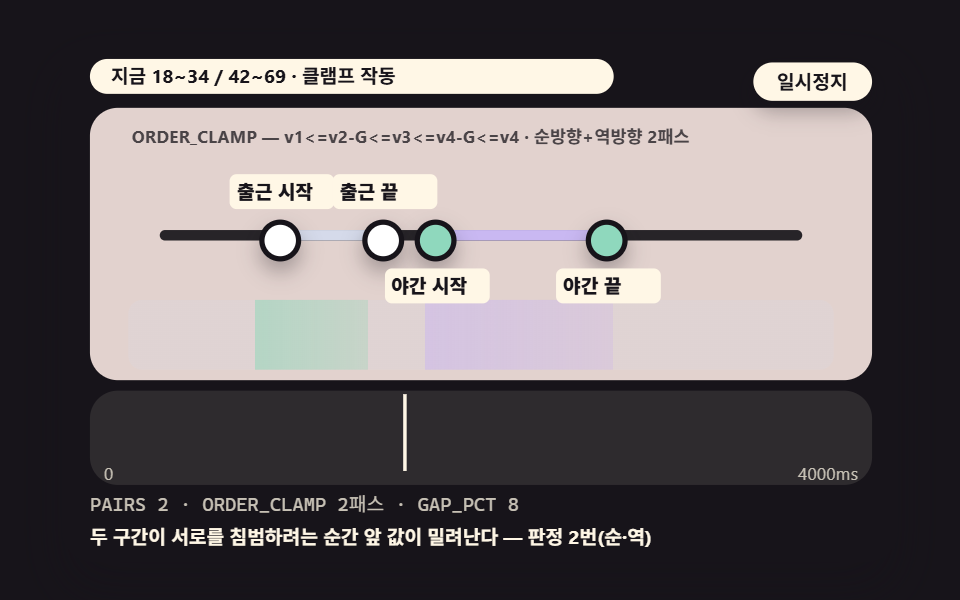 지금 18~34 / 42~69 · 클램프 작동
일시정지
ORDER_CLAMP — v1<=v2-G<=v3<=v4-G<=v4 · 순방향+역방향 2패스
출근 시작
출근 끝
야간 시작
야간 끝
0
4000ms
PAIRS 2 · ORDER_CLAMP 2패스 · GAP_PCT 8
두 구간이 서로를 침범하려는 순간 앞 값이 밀려난다 — 판정 2번(순·역)